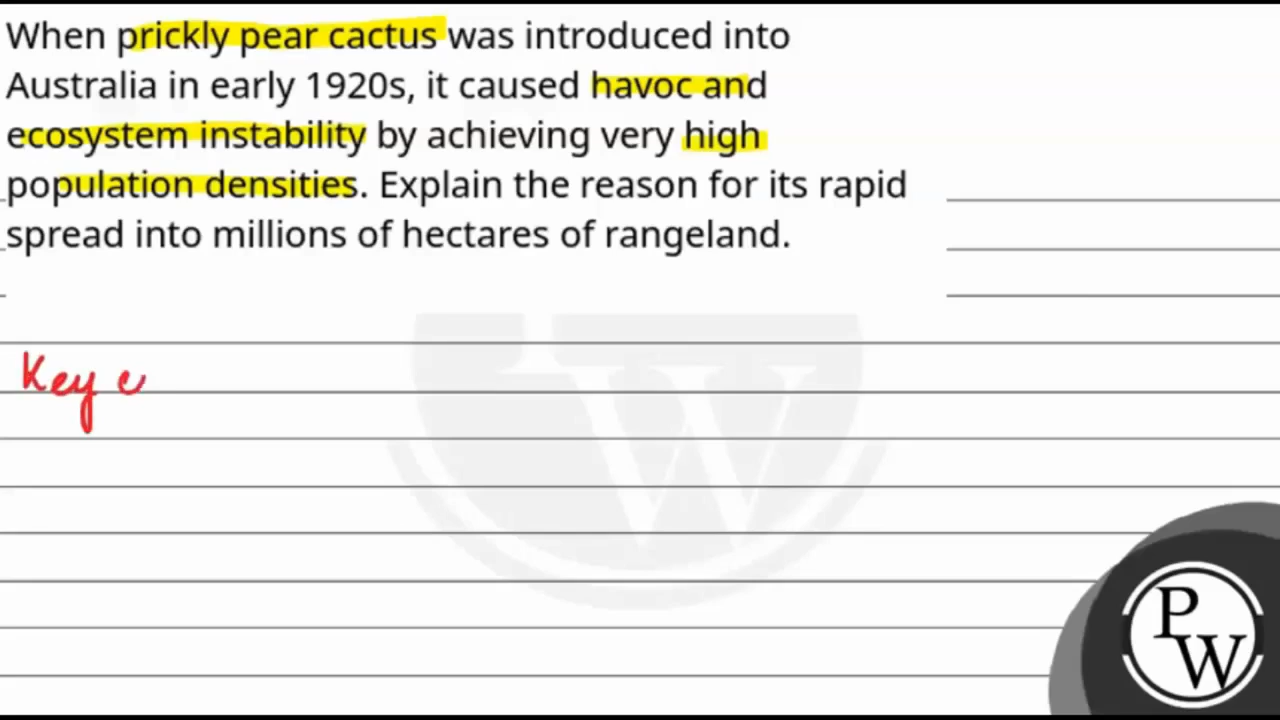 When prickly pear cactus was introduced into
Australia in early 1920s, it caused havoc and
ecosystem instability by achieving very high
population densities. Explain the reason for its rapid
spread into millions of hectares of rangeland.
Key c
W
P
W